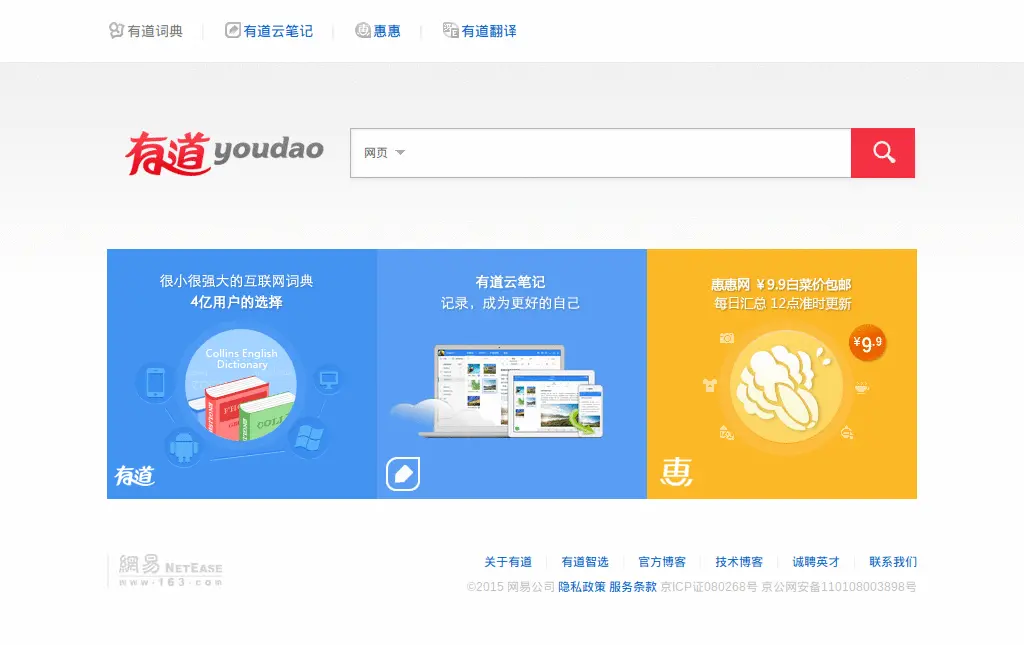 有道词典
有道云笔记
惠惠
有道翻译
有道 youdao
网页
很小很强大的互联网词典
4亿用户的选择
Collins English
Dictionary
COLL
有道
有道云笔记
记录，成为更好的自己
惠惠网 ￥9.9白菜价包邮
每日汇总 12点准时更新
¥9.9
惠
網易 NETEASE
www.163.com
关于有道
有道智选
官方博客
技术博客
诚聘英才
联系我们
©2015 网易公司 隐私政策 服务条款 京ICP证080268号 京公网安备110108003898号